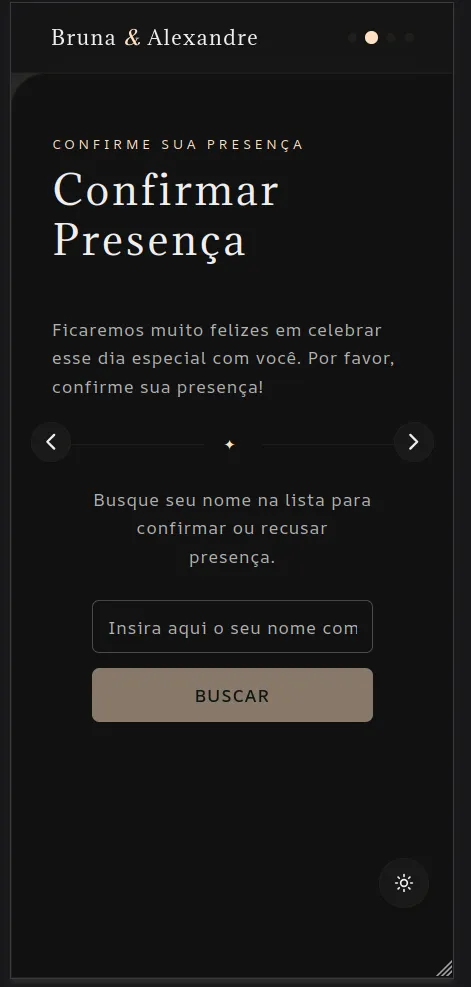 Bruna & Alexandre
CONFIRME SUA PRESENÇA
Confirmar
Presença
Ficaremos muito felizes em celebrar
esse dia especial com você. Por favor,
confirme sua presença!
Busque seu nome na lista para
confirmar ou recusar
presença.
Insira aqui o seu nome com
BUSCAR